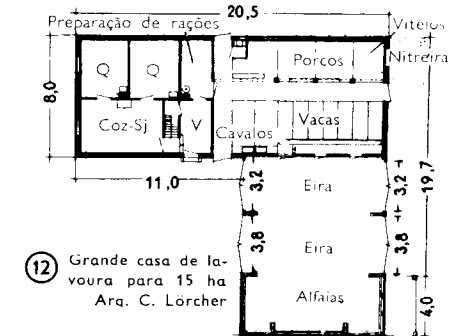 20,5
Preparação de rações
Vitelos
Nitreira
Q
Q
Porcos
8,0
Coz-Sj
V
Cavalos
Vacas
11,0
3,2
Eira
3,2
19,7
3,8
Eira
3,8
12
Grande casa de la-
voura para 15 ha
Arq. C. Lörcher
Alfaias
4,0